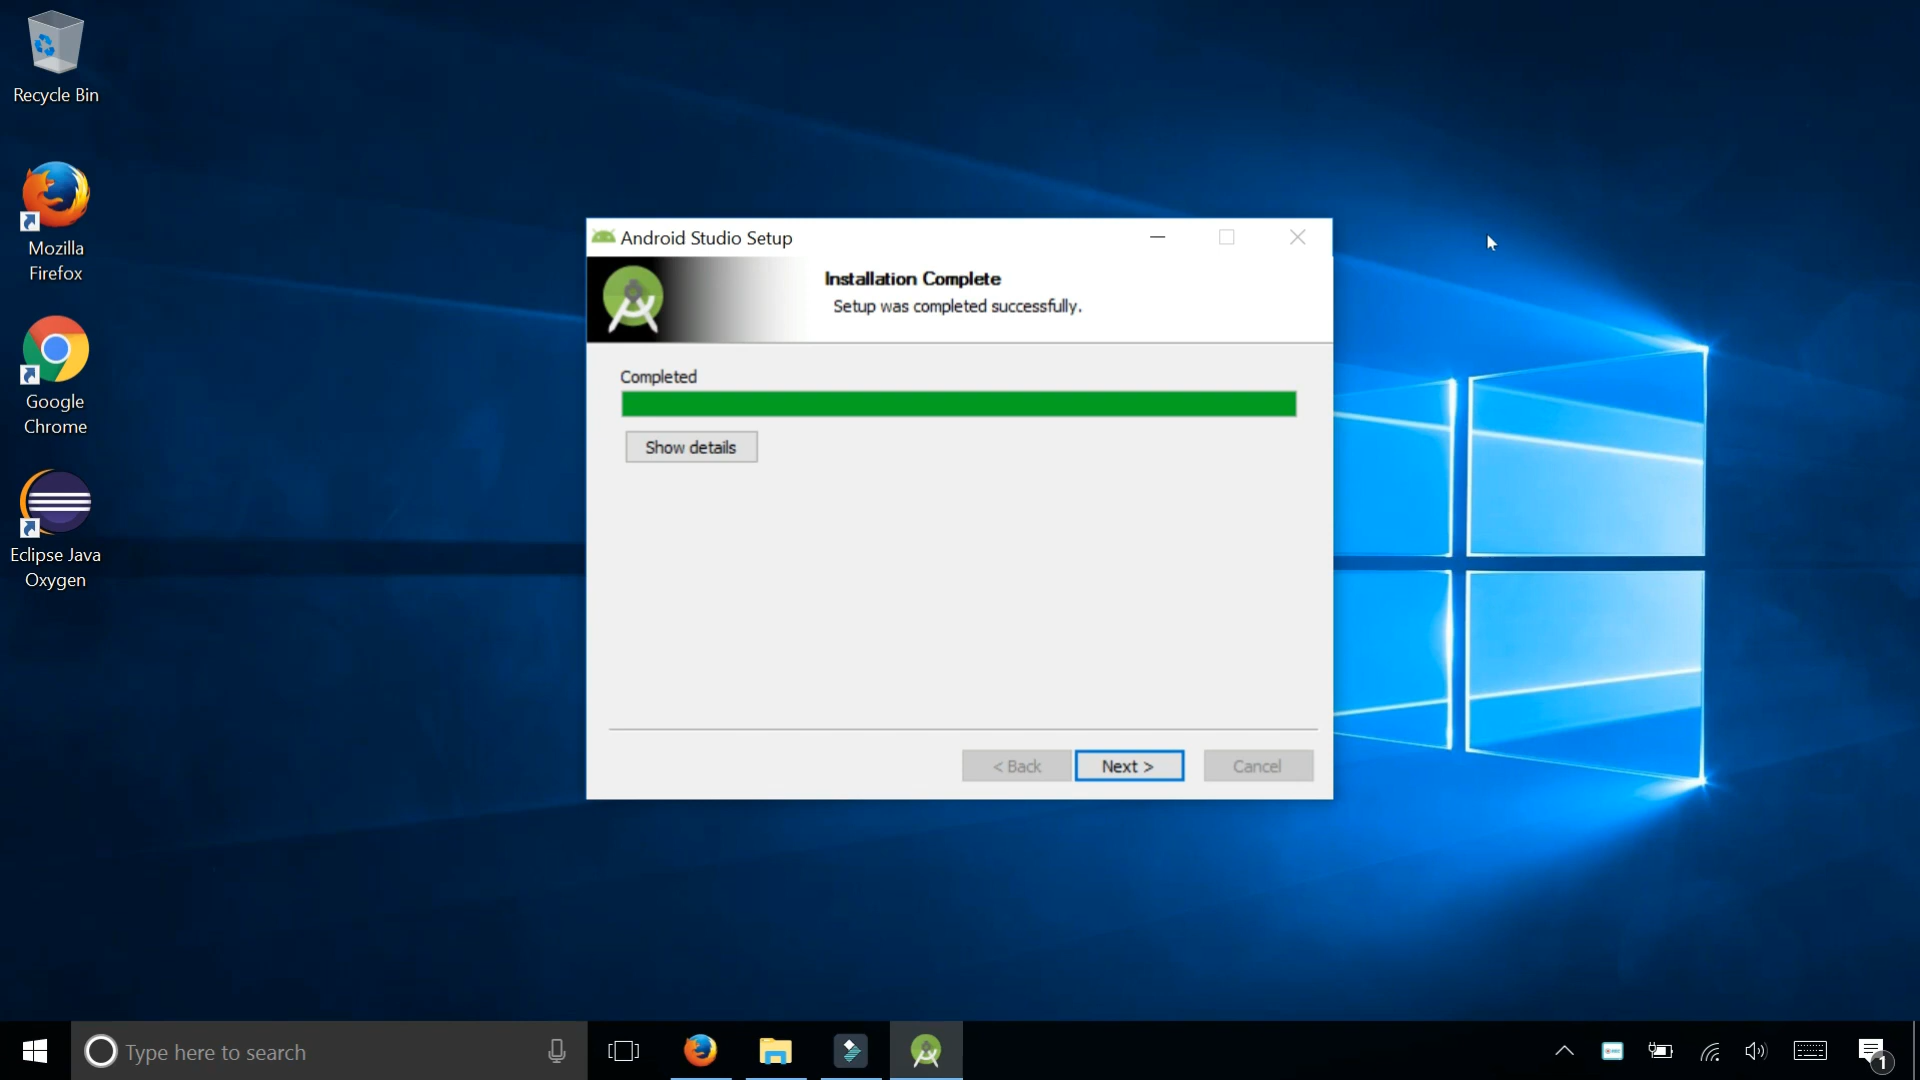 Recycle Bin
Mozilla
Firefox
Google
Chrome
Eclipse Java
Oxygen
Android Studio Setup
Installation Complete
Setup was completed successfully.
Completed
Show details
< Back
Next >
Cancel
Type here to search
1